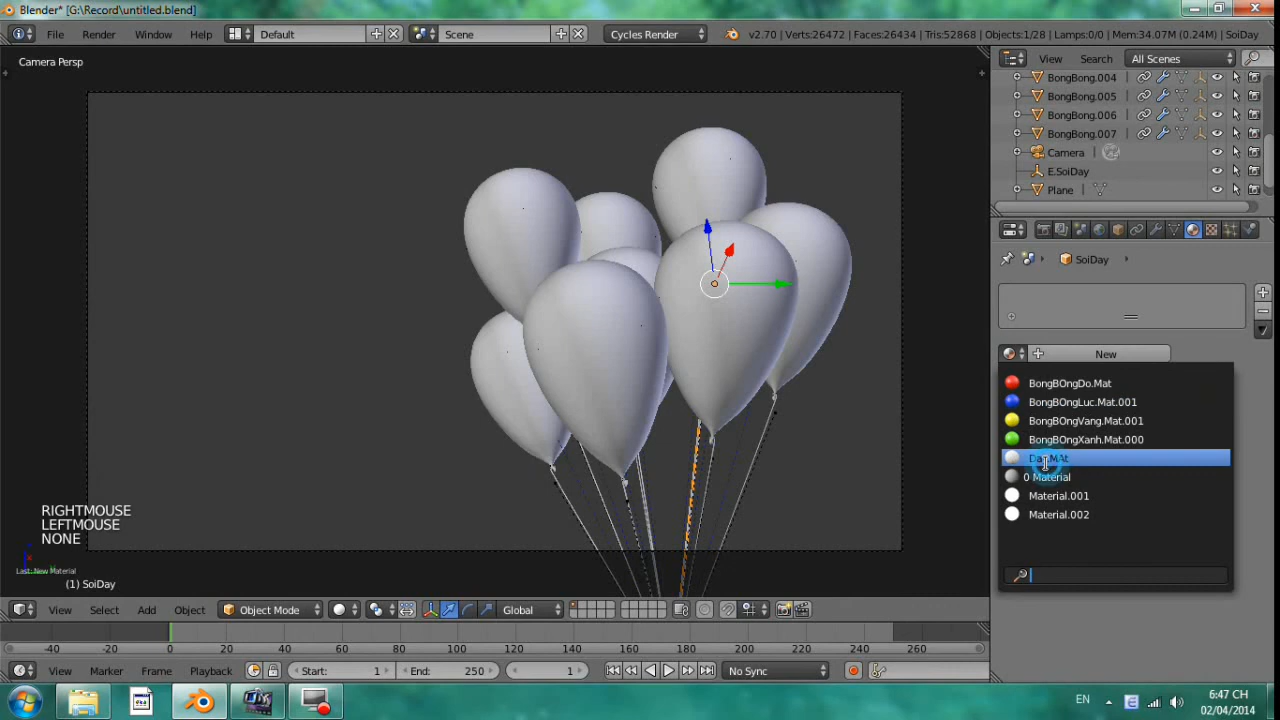 Blender* [G:\Record\untitled.blend]
File Render Window Help Default Scene Cycles Render v2.70 | Verts:26472 | Faces:26434 | Tris:52868 | Objects:1/28 | Lamps:0/0 | Mem:34.07M (0.24M) | SoiDay
Camera Persp
View Search All Scenes
BongBong.004
BongBong.005
BongBong.006
BongBong.007
Camera
E.SoiDay
Plane
SoiDay
New
BongBOngDo.Mat
BongBOngLuc.Mat.001
BongBOngVang.Mat.001
BongBOngXanh.Mat.000
0 Material
Material.001
Material.002
RIGHTMOUSE
LEFTMOUSE
NONE
Last: New Material
(1) SoiDay
View Select Add Object Object Mode Global
-40 -20 0 20 40 60 80 100 120 140 160 180 200 220 240 260
View Marker Frame Playback Start: 1 End: 250 1 No Sync
EN 6:47 CH
02/04/2014